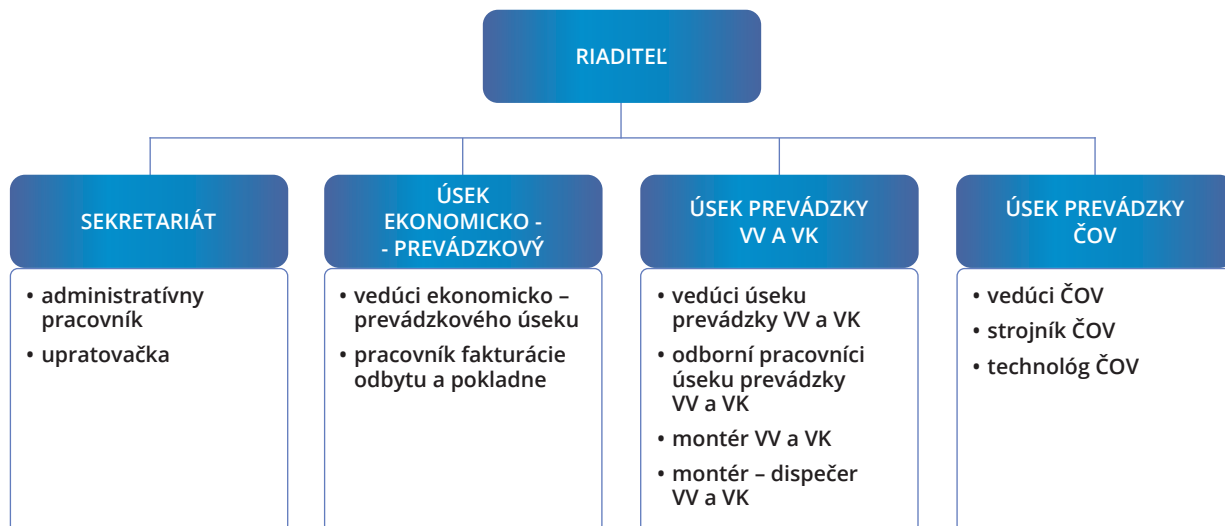 RIADITEĽ
SEKRETARIÁT
• administratívny
pracovník
• upratovačka
ÚSEK
EKONOMICKO -
- PREVÁDZKOVÝ
• vedúci ekonomicko –
prevádzkového úseku
• pracovník fakturácie
odbytu a pokladne
ÚSEK PREVÁDZKY
VV A VK
• vedúci úseku
prevádzky VV a VK
• odborní pracovníci
úseku prevádzky
VV a VK
• montér VV a VK
• montér – dispečer
VV a VK
ÚSEK PREVÁDZKY
ČOV
• vedúci ČOV
• strojník ČOV
• technológ ČOV